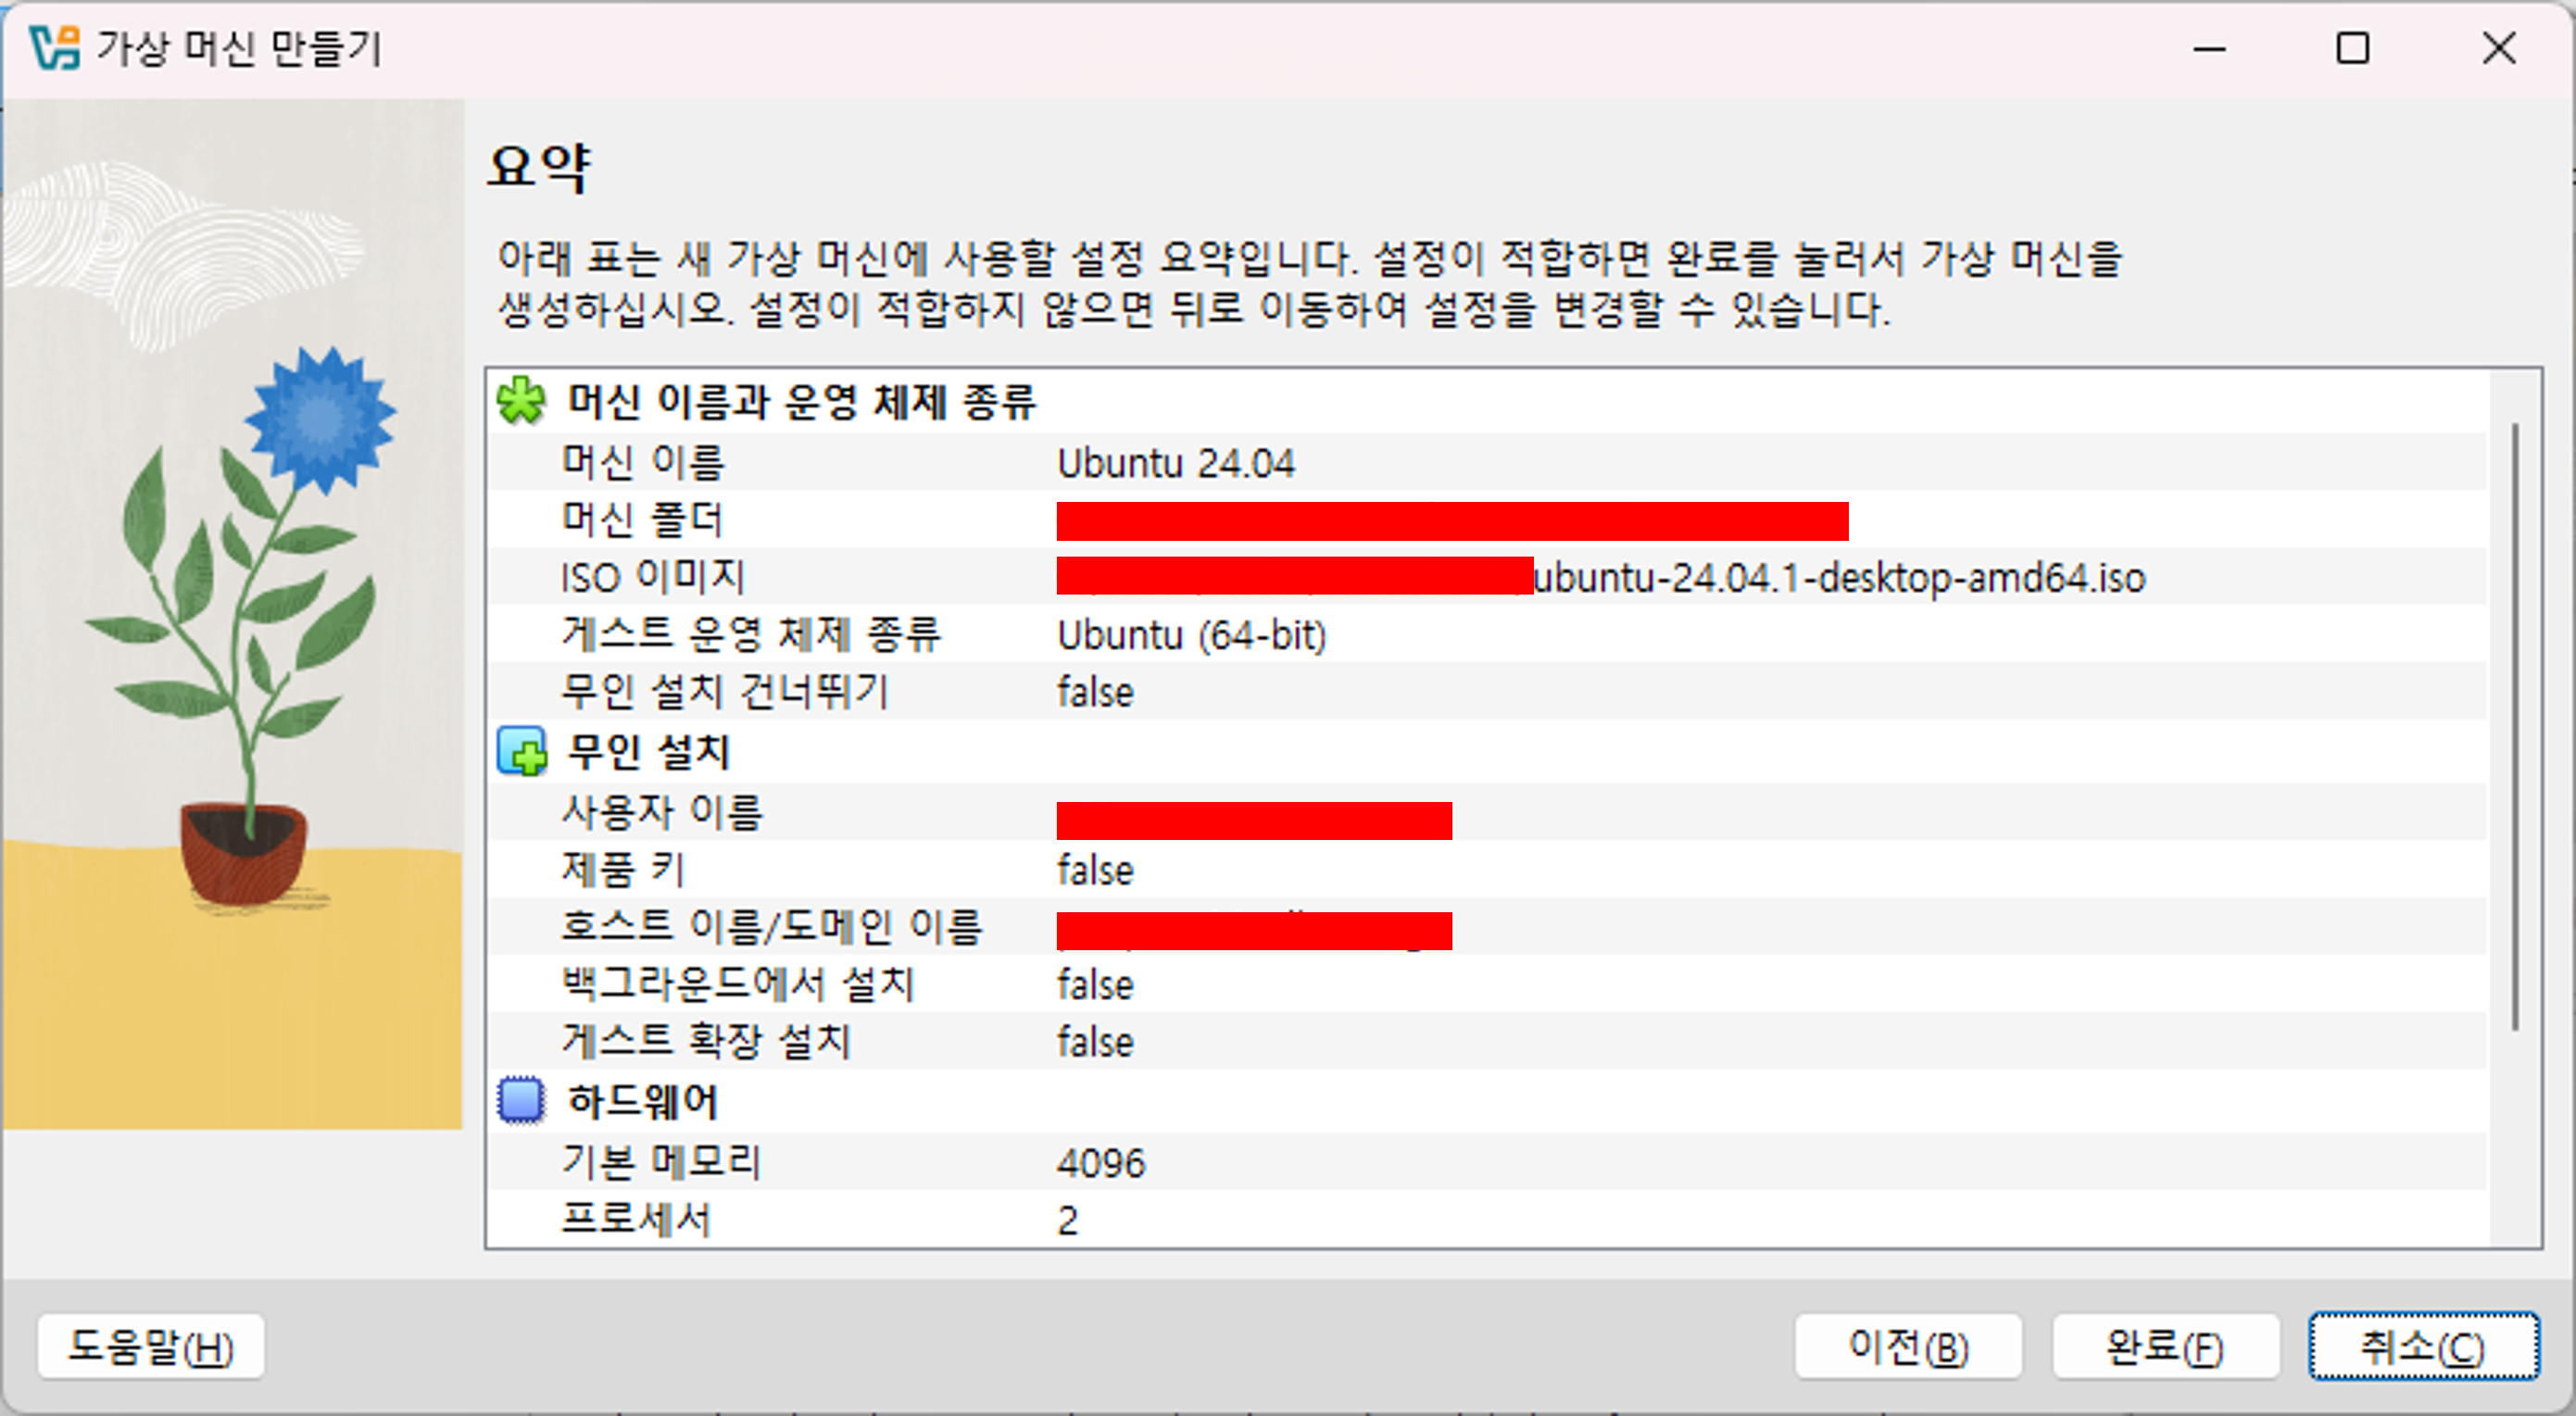 가상 머신 만들기
요약
아래 표는 새 가상 머신에 사용할 설정 요약입니다. 설정이 적합하면 완료를 눌러서 가상 머신을
생성하십시오. 설정이 적합하지 않으면 뒤로 이동하여 설정을 변경할 수 있습니다.
머신 이름과 운영 체제 종류
머신 이름 Ubuntu 24.04
머신 폴더
ISO 이미지 ubuntu-24.04.1-desktop-amd64.iso
게스트 운영 체제 종류 Ubuntu (64-bit)
무인 설치 건너뛰기 false
무인 설치
사용자 이름
제품 키 false
호스트 이름/도메인 이름
백그라운드에서 설치 false
게스트 확장 설치 false
하드웨어
기본 메모리 4096
프로세서 2
도움말(H) 이전(B) 완료(F) 취소(C)